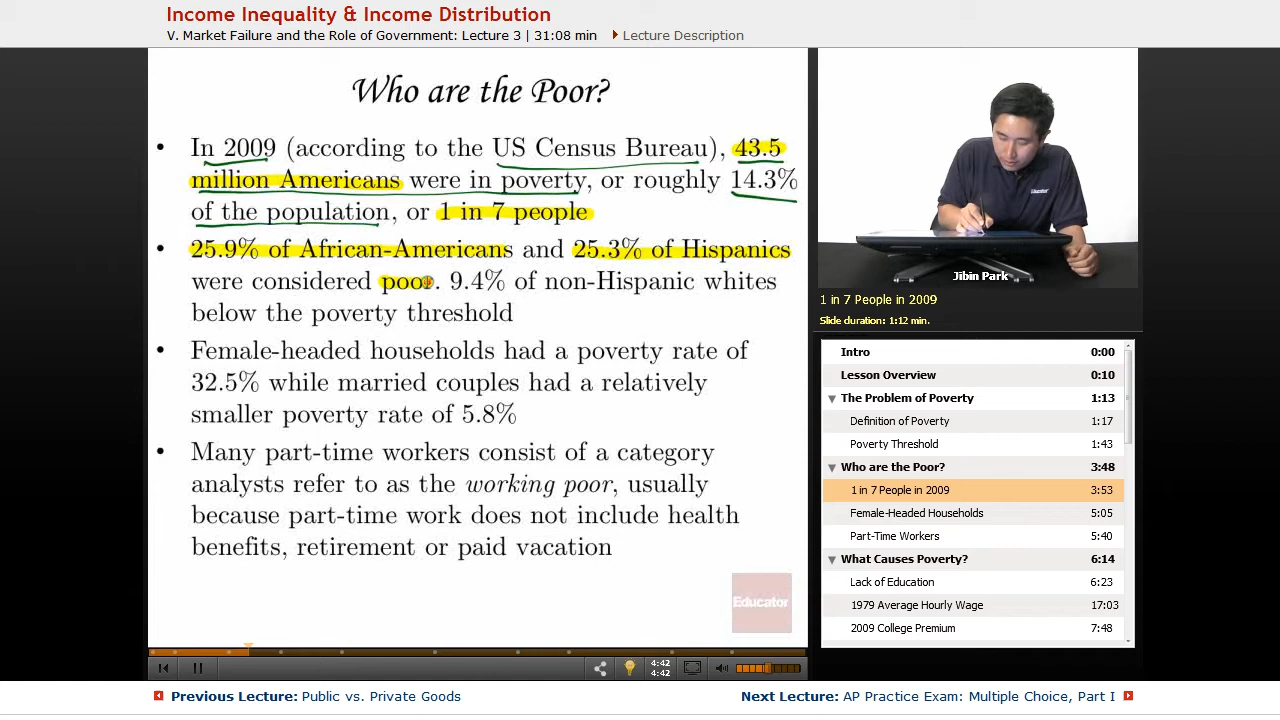 Income Inequality & Income Distribution
V. Market Failure and the Role of Government: Lecture 3 | 31:08 min
Lecture Description
Who are the Poor?
• In 2009 (according to the US Census Bureau), 43.5
million Americans were in poverty, or roughly 14.3%
of the population, or 1 in 7 people
• 25.9% of African-Americans and 25.3% of Hispanics
were considered poor. 9.4% of non-Hispanic whites
below the poverty threshold
• Female-headed households had a poverty rate of
32.5% while married couples had a relatively
smaller poverty rate of 5.8%
• Many part-time workers consist of a category
analysts refer to as the working poor, usually
because part-time work does not include health
benefits, retirement or paid vacation
Educator
4:42
4:42
Educator
Jibin Park
1 in 7 People in 2009
Slide duration: 1:12 min.
Intro 0:00
Lesson Overview 0:10
The Problem of Poverty 1:13
Definition of Poverty 1:17
Poverty Threshold 1:43
Who are the Poor? 3:48
1 in 7 People in 2009 3:53
Female-Headed Households 5:05
Part-Time Workers 5:40
What Causes Poverty? 6:14
Lack of Education 6:23
1979 Average Hourly Wage 17:03
2009 College Premium 7:48
Previous Lecture: Public vs. Private Goods
Next Lecture: AP Practice Exam: Multiple Choice, Part I